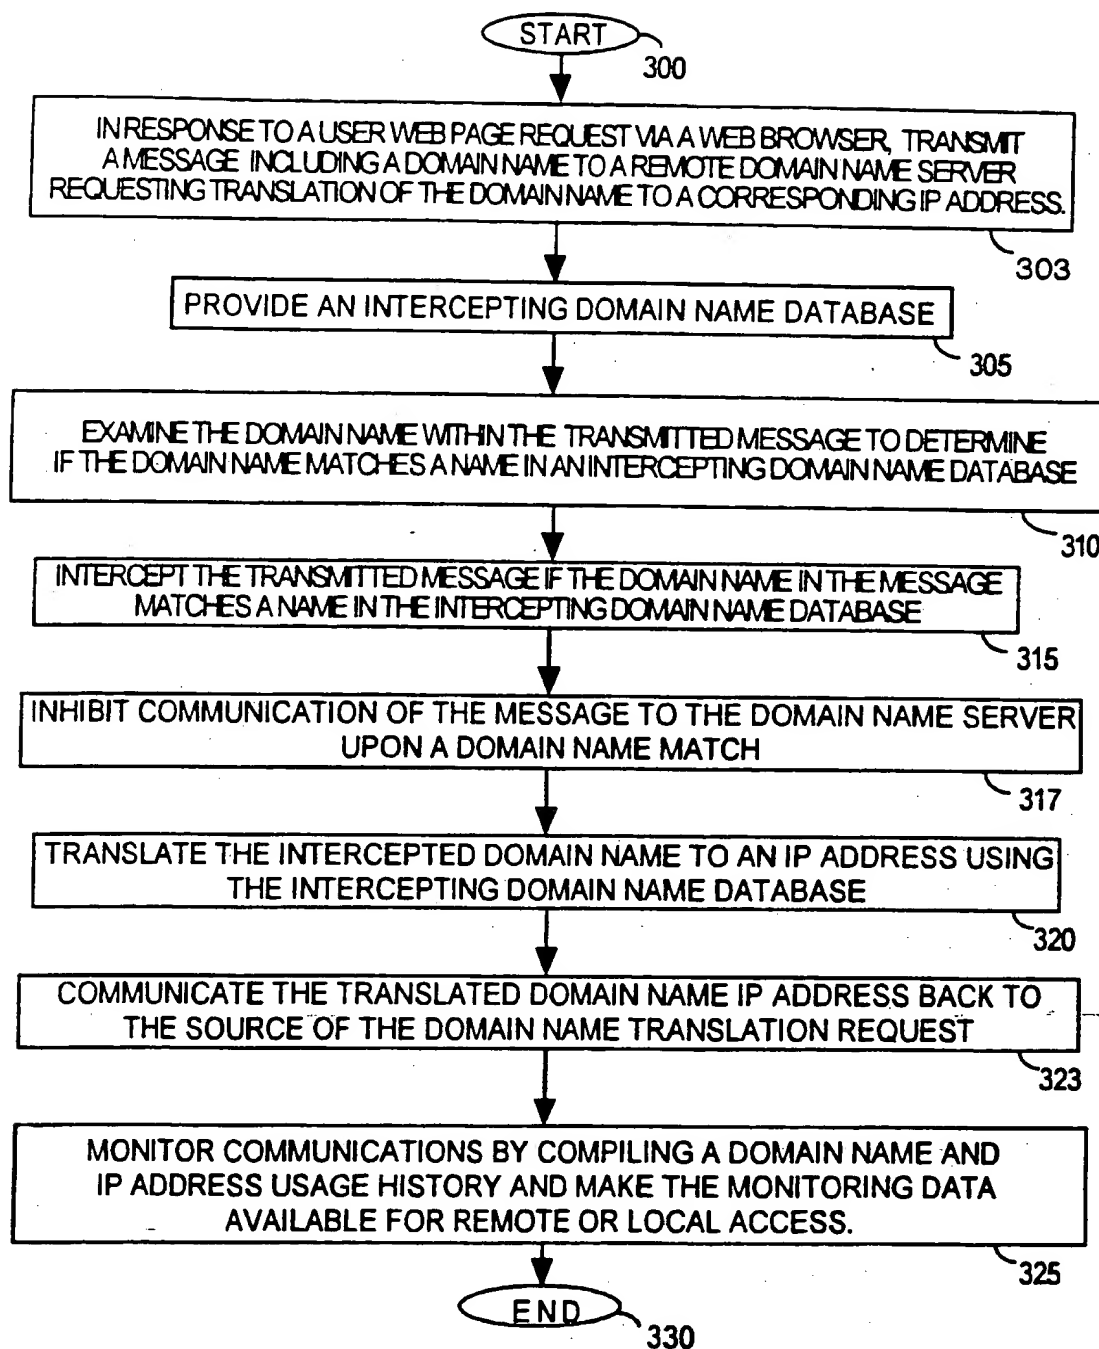 START
300
IN RESPONSE TO A USER WEB PAGE REQUEST VIA A WEB BROWSER, TRANSMIT
A MESSAGE INCLUDING A DOMAIN NAME TO A REMOTE DOMAIN NAME SERVER
REQUESTING TRANSLATION OF THE DOMAIN NAME TO A CORRESPONDING IP ADDRESS.
303
PROVIDE AN INTERCEPTING DOMAIN NAME DATABASE
305
EXAMINE THE DOMAIN NAME WITHIN THE TRANSMITTED MESSAGE TO DETERMINE
IF THE DOMAIN NAME MATCHES A NAME IN AN INTERCEPTING DOMAIN NAME DATABASE
310
INTERCEPT THE TRANSMITTED MESSAGE IF THE DOMAIN NAME IN THE MESSAGE
MATCHES A NAME IN THE INTERCEPTING DOMAIN NAME DATABASE
315
INHIBIT COMMUNICATION OF THE MESSAGE TO THE DOMAIN NAME SERVER
UPON A DOMAIN NAME MATCH
317
TRANSLATE THE INTERCEPTED DOMAIN NAME TO AN IP ADDRESS USING
THE INTERCEPTING DOMAIN NAME DATABASE
320
COMMUNICATE THE TRANSLATED DOMAIN NAME IP ADDRESS BACK TO
THE SOURCE OF THE DOMAIN NAME TRANSLATION REQUEST
323
MONITOR COMMUNICATIONS BY COMPILING A DOMAIN NAME AND
IP ADDRESS USAGE HISTORY AND MAKE THE MONITORING DATA
AVAILABLE FOR REMOTE OR LOCAL ACCESS.
325
END
330